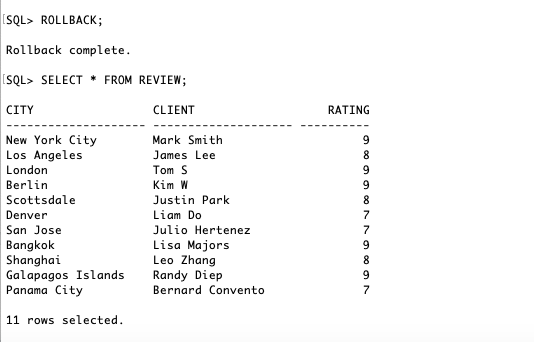 SQL> ROLLBACK;
Rollback complete.
SQL> SELECT * FROM REVIEW;
CITY                 CLIENT                   RATING
-------------------- -------------------- ----------
New York City        Mark Smith                    9
Los Angeles          James Lee                     8
London               Tom S                         9
Berlin               Kim W                         9
Scottsdale           Justin Park                   8
Denver               Liam Do                       7
San Jose             Julio Hertenez                7
Bangkok              Lisa Majors                   9
Shanghai             Leo Zhang                     8
Galapagos Islands    Randy Diep                    9
Panama City          Bernard Convento              7
11 rows selected.